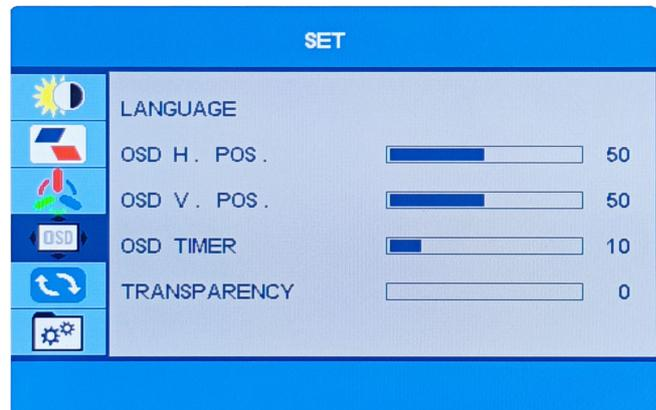 SET
LANGUAGE
OSD H. POS. 50
OSD V. POS. 50
OSD
OSD TIMER 10
TRANSPARENCY 0